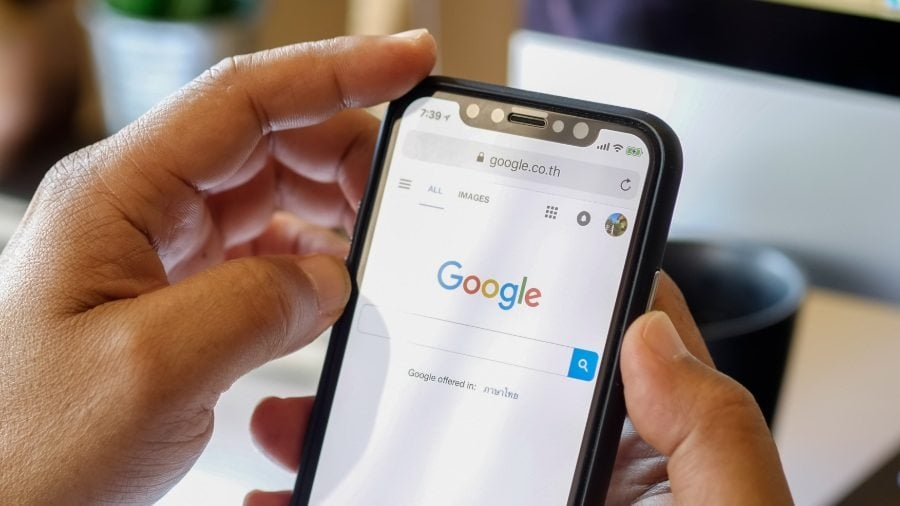 7:39
google.co.th
ALL IMAGES
Google
Google offered in: ภาษาไทย